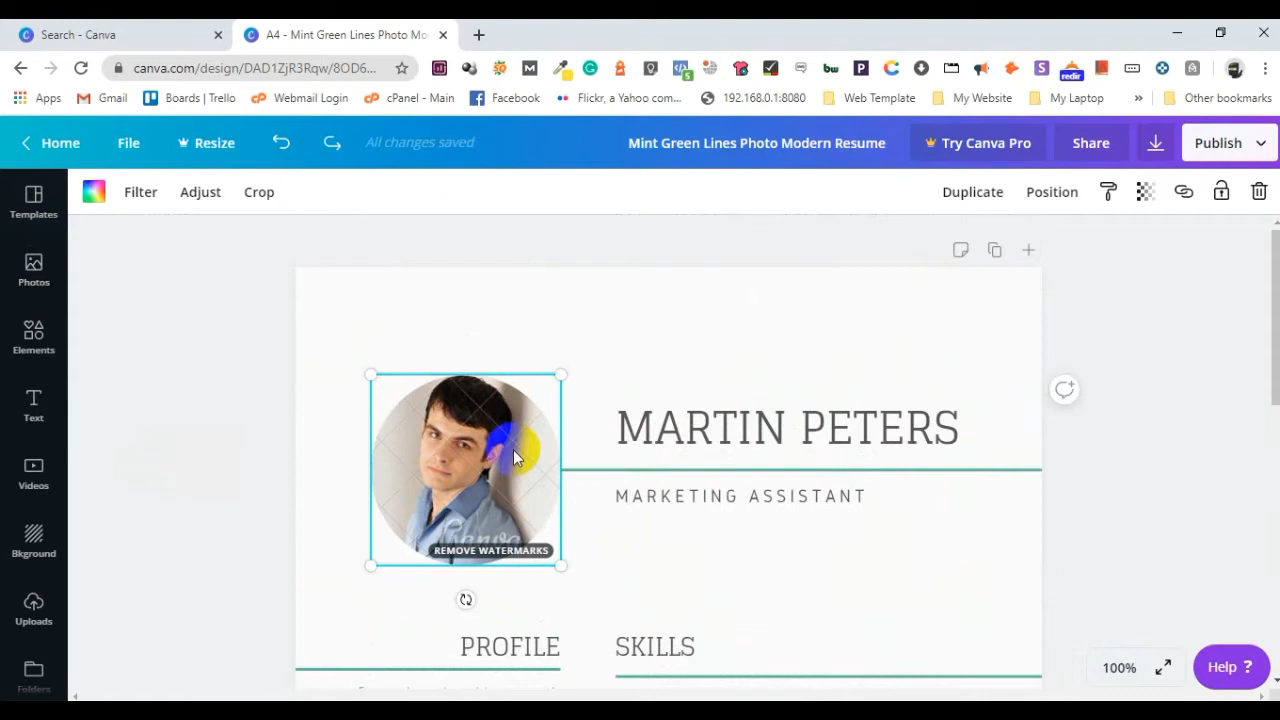 Search - Canva
A4 - Mint Green Lines Photo Mo
canva.com/design/DAD1ZjR3Rqw/8OD6...
5
bw
P
S
redir
Apps
Gmail
Boards | Trello
Webmail Login
cPanel - Main
Facebook
Flickr, a Yahoo com...
192.168.0.1:8080
Web Template
My Website
My Laptop
»
Other bookmarks
Home
File
Resize
All changes saved
Mint Green Lines Photo Modern Resume
Try Canva Pro
Share
Publish
Filter
Adjust
Crop
Duplicate
Position
Templates
Photos
Elements
Text
Videos
Bkground
Uploads
Folders
MARTIN PETERS
MARKETING ASSISTANT
Canva
REMOVE WATERMARKS
PROFILE
SKILLS
100%
Help ?